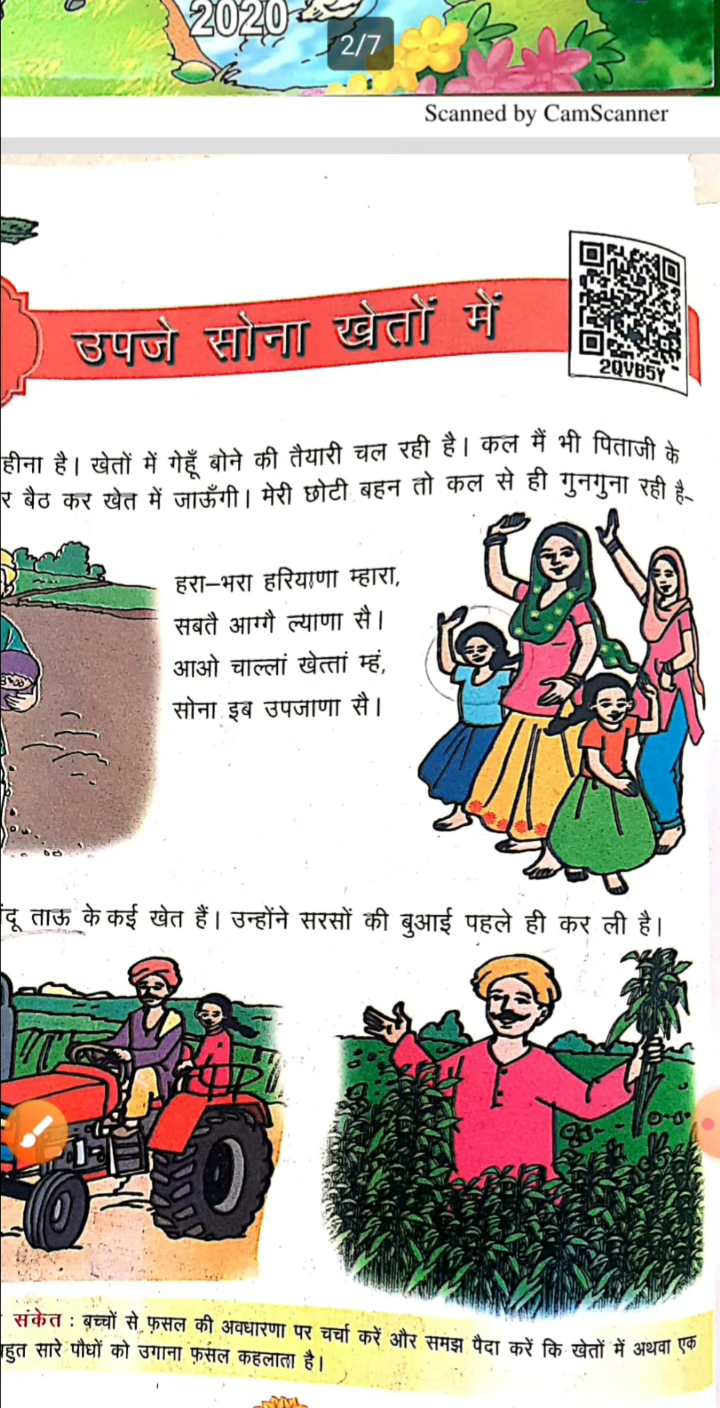 2020
2/7
Scanned by CamScanner
उपजे सोना खेतों में
2QVB5Y
हीना है। खेतों में गेहूँ बोने की तैयारी चल रही है। कल मैं भी पिताजी के
र बैठ कर खेत में जाऊँगी। मेरी छोटी बहन तो कल से ही गुनगुना रही है-
हरा–भरा हरियाणा म्हारा,
सबतै आग्गै ल्याणा सै।
आओ चाल्लां खेत्तां म्हं,
सोना इब उपजाणा सै।
दू ताऊ के कई खेत हैं। उन्होंने सरसों की बुआई पहले ही कर ली है।
संकेत : बच्चों से फ़सल की अवधारणा पर चर्चा करें और समझ पैदा करें कि खेतों में अथवा एक
हुत सारे पौधों को उगाना फ़सल कहलाता है।